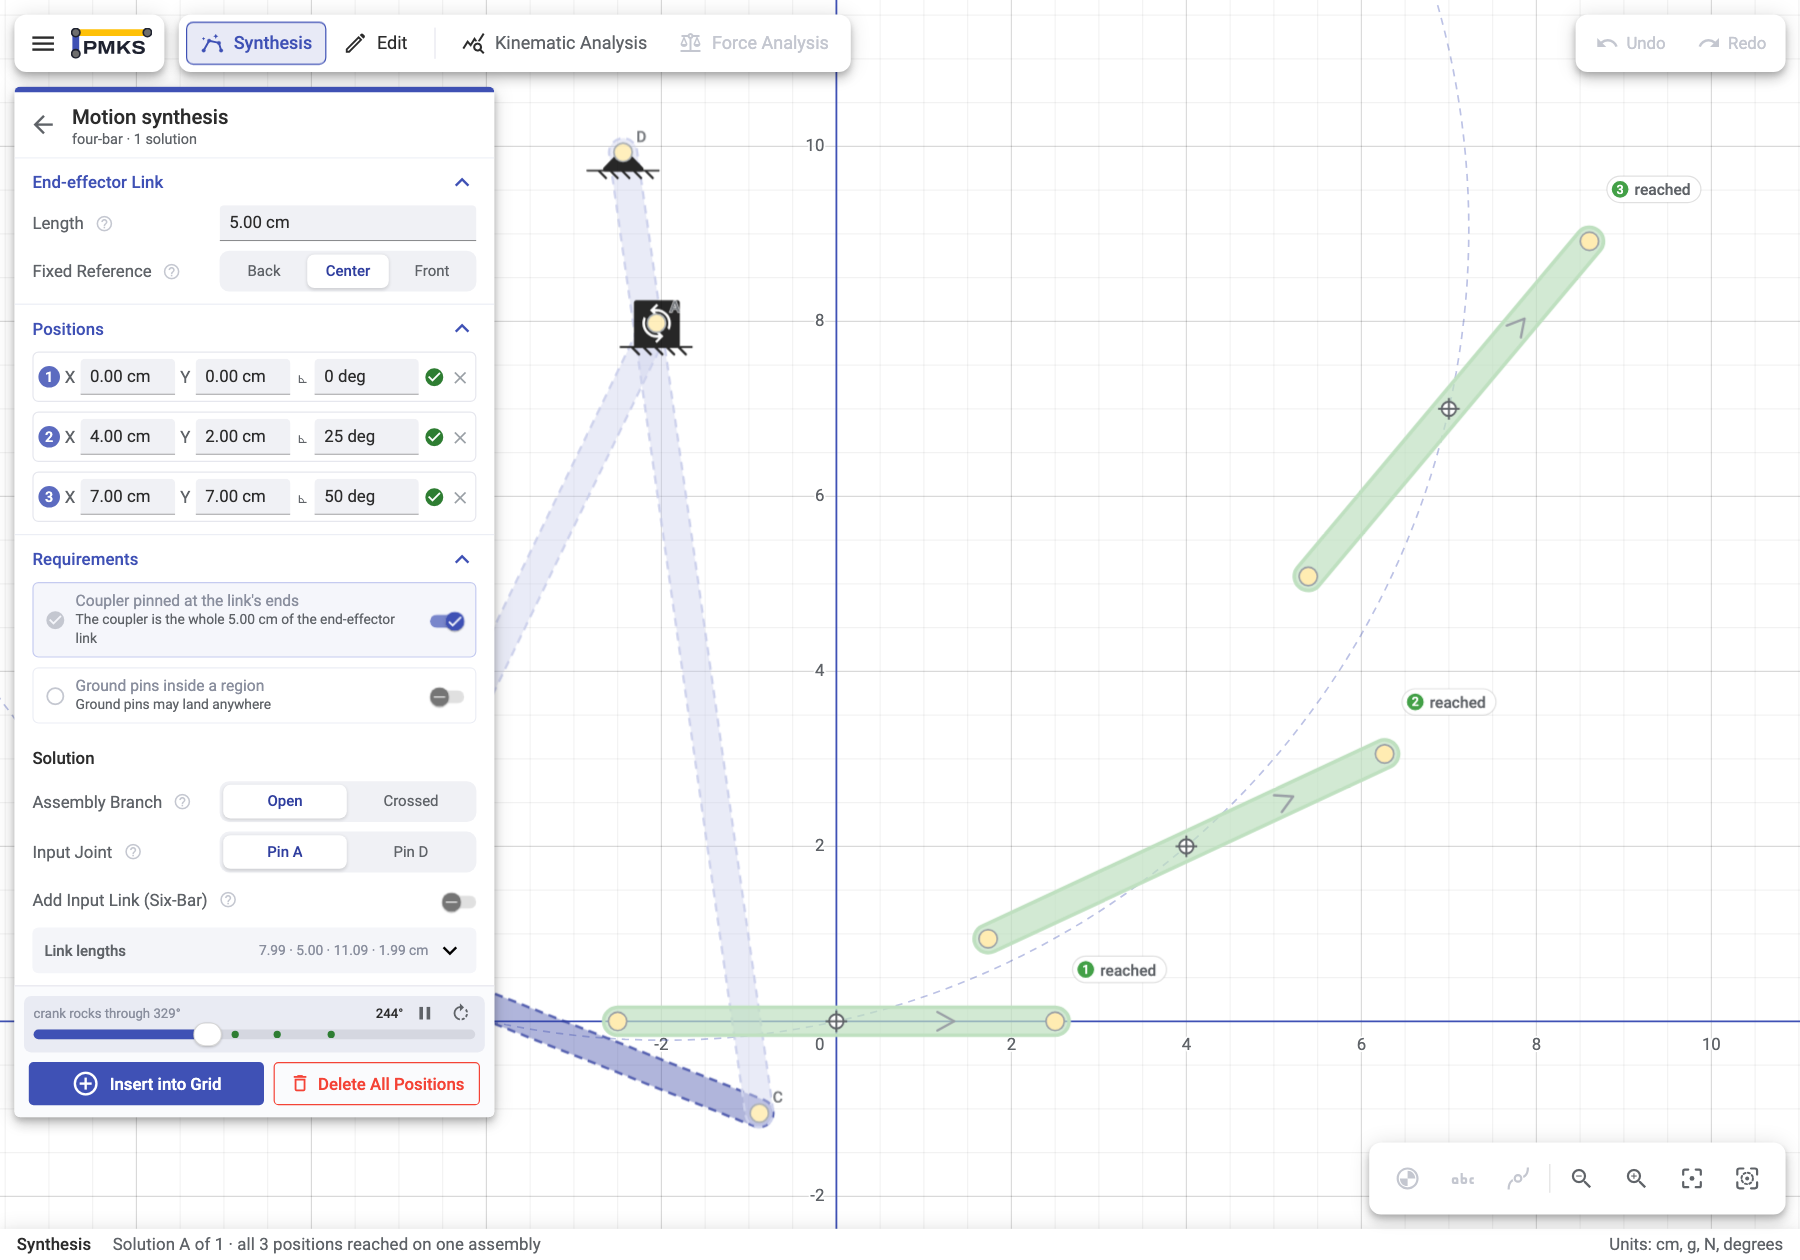 PMKS
Synthesis
Edit
Kinematic Analysis
Force Analysis
Undo
Redo
Motion synthesis
four-bar · 1 solution
End-effector Link
Length
5.00 cm
Fixed Reference
Back
Center
Front
Positions
1 X 0.00 cm Y 0.00 cm 0 deg
2 X 4.00 cm Y 2.00 cm 25 deg
3 X 7.00 cm Y 7.00 cm 50 deg
Requirements
Coupler pinned at the link's ends
The coupler is the whole 5.00 cm of the end-effector
link
Ground pins inside a region
Ground pins may land anywhere
Solution
Assembly Branch
Open
Crossed
Input Joint
Pin A
Pin D
Add Input Link (Six-Bar)
Link lengths
7.99 · 5.00 · 11.09 · 1.99 cm
crank rocks through 329°
244°
Insert into Grid
Delete All Positions
D
A
C
3 reached
2 reached
1 reached
10
8
6
4
2
0
-2
-2
2
4
6
8
10
abc
Synthesis
Solution A of 1 · all 3 positions reached on one assembly
Units: cm, g, N, degrees